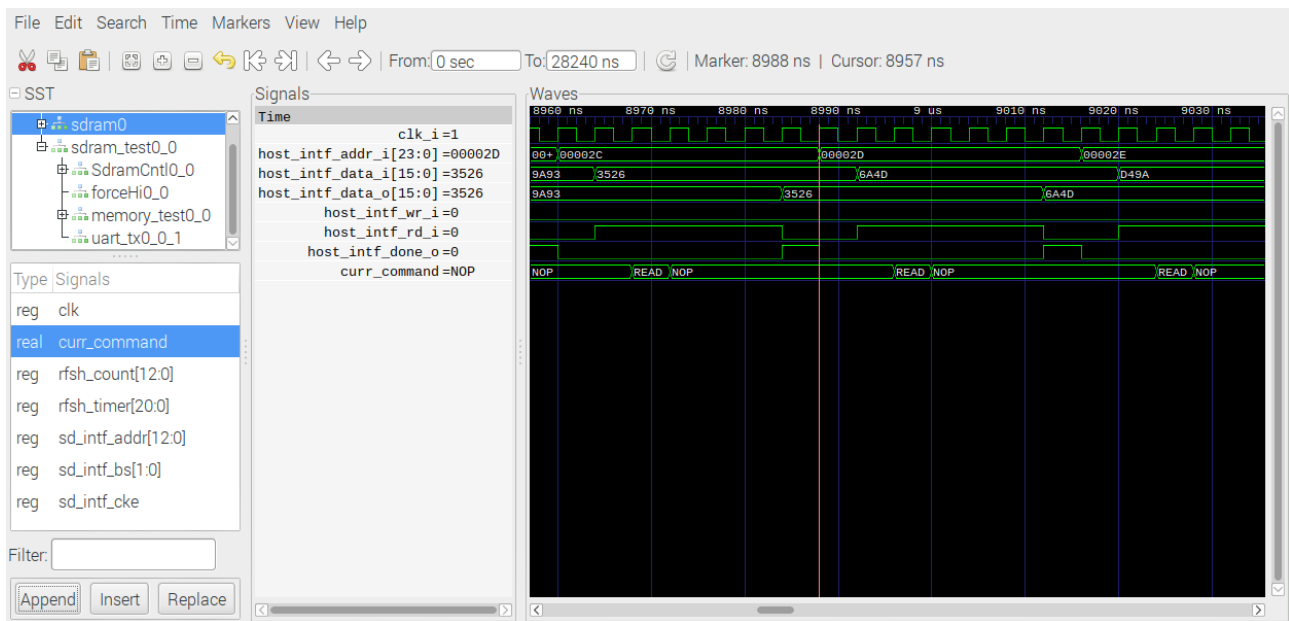 File Edit Search Time Markers View Help
From: 0 sec To: 28240 ns | Marker: 8988 ns | Cursor: 8957 ns
SST
sdram0
sdram_test0_0
SdramCntl0_0
forceHi0_0
memory_test0_0
uart_tx0_0_1
Type Signals
reg clk
real curr_command
reg rfsh_count[12:0]
reg rfsh_timer[20:0]
reg sd_intf_addr[12:0]
reg sd_intf_bs[1:0]
reg sd_intf_cke
Filter:
Append Insert Replace
Signals
Time
clk_i=1
host_intf_addr_i[23:0]=00002D
host_intf_data_i[15:0]=3526
host_intf_data_o[15:0]=3526
host_intf_wr_i=0
host_intf_rd_i=0
host_intf_done_o=0
curr_command=NOP
Waves
8960 ns 8970 ns 8980 ns 8990 ns 9 us 9010 ns 9020 ns 9030 ns
00+ 00002C 00002D 00002E
9A93 3526 6A4D D49A
9A93 3526 6A4D
NOP READ NOP READ NOP READ NOP